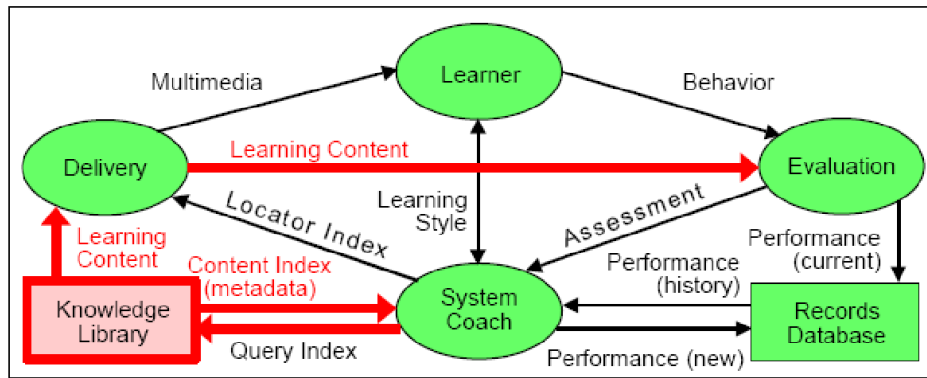 Learner
Multimedia
Behavior
Delivery
Learning Content
Evaluation
Locator Index
Learning
Style
Assessment
Learning
Content
Content Index
(metadata)
Performance
(history)
Performance
(current)
Knowledge
Library
System
Coach
Records
Database
Query Index
Performance (new)